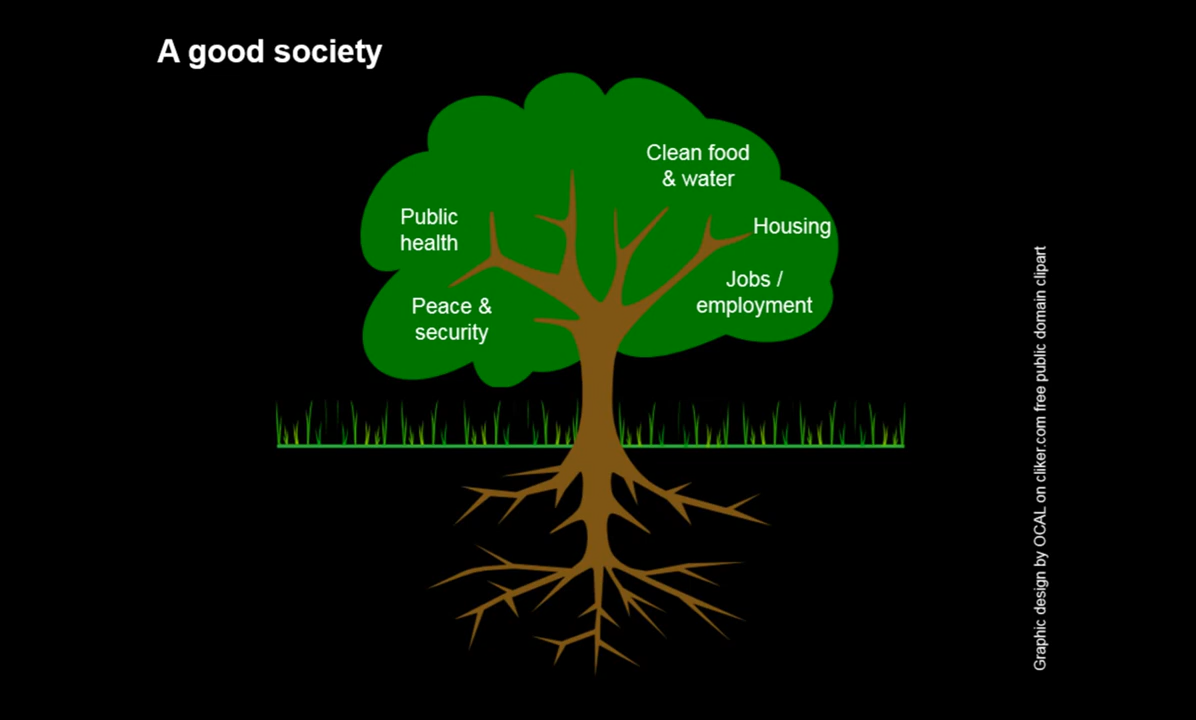 A good society
Clean food
& water
Public
health
Housing
Jobs /
employment
Peace &
security
Graphic design by OCAL on cliker.com free public domain clipart